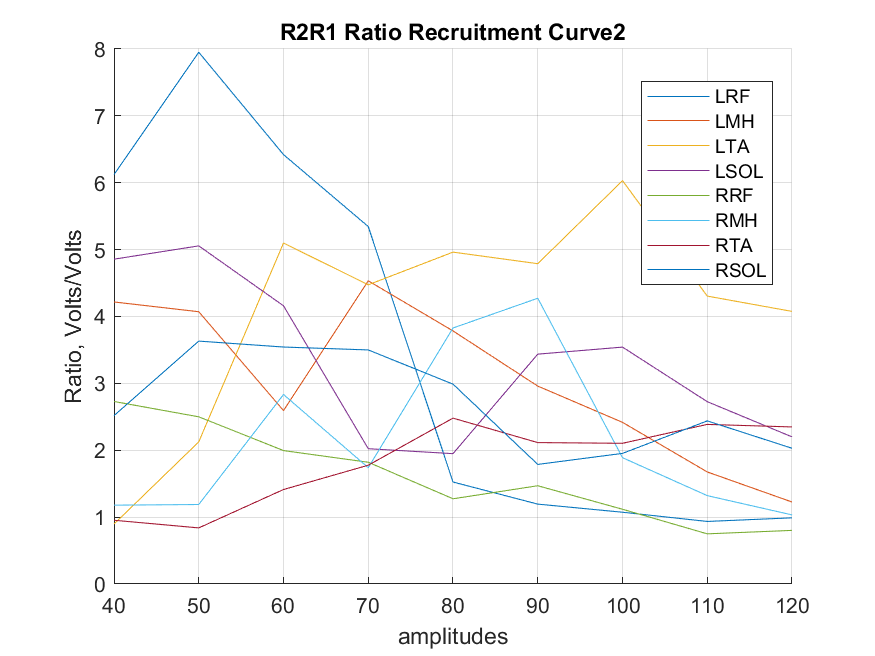 R2R1 Ratio Recruitment Curve2
8
7
6
5
4
3
2
1
0
Ratio, Volts/Volts
LRF
LMH
LTA
LSOL
RRF
RMH
RTA
RSOL
40 50 60 70 80 90 100 110 120
amplitudes